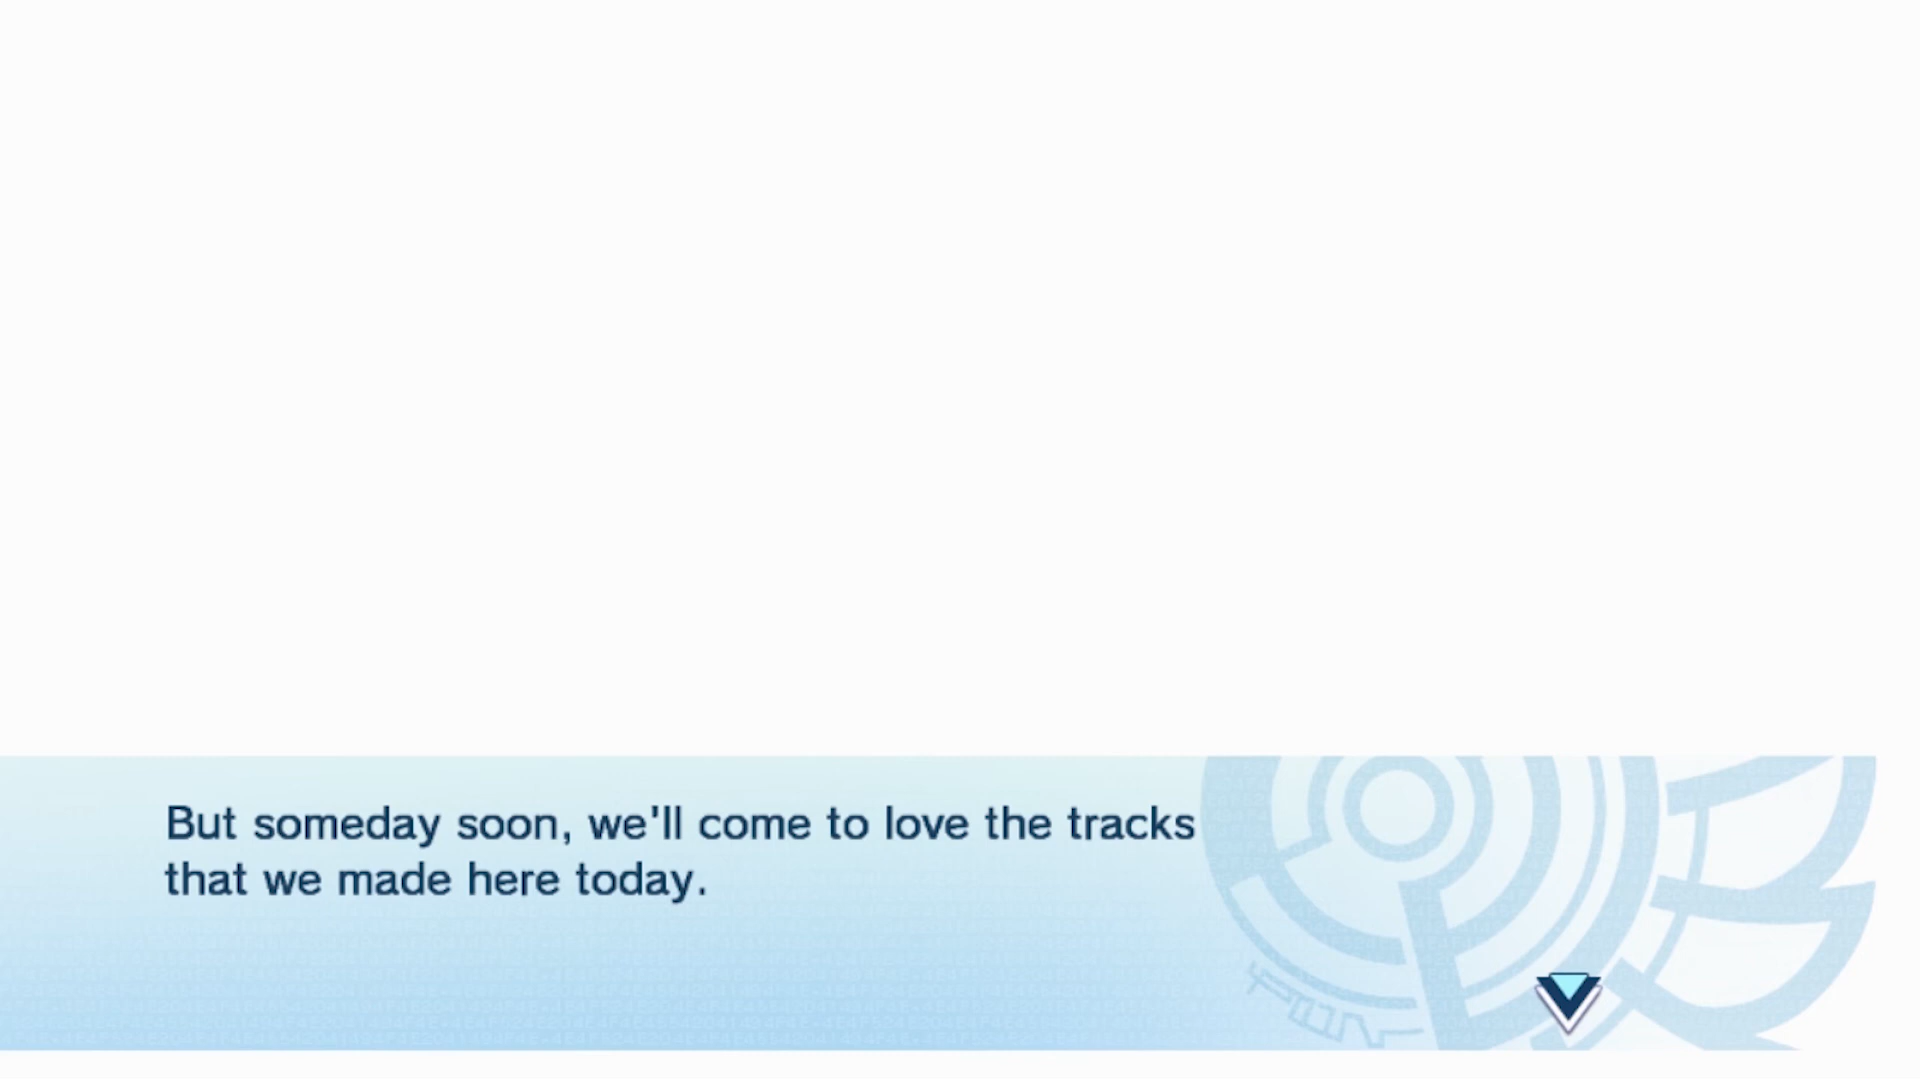 But someday soon, we'll come to love the tracks
that we made here today.